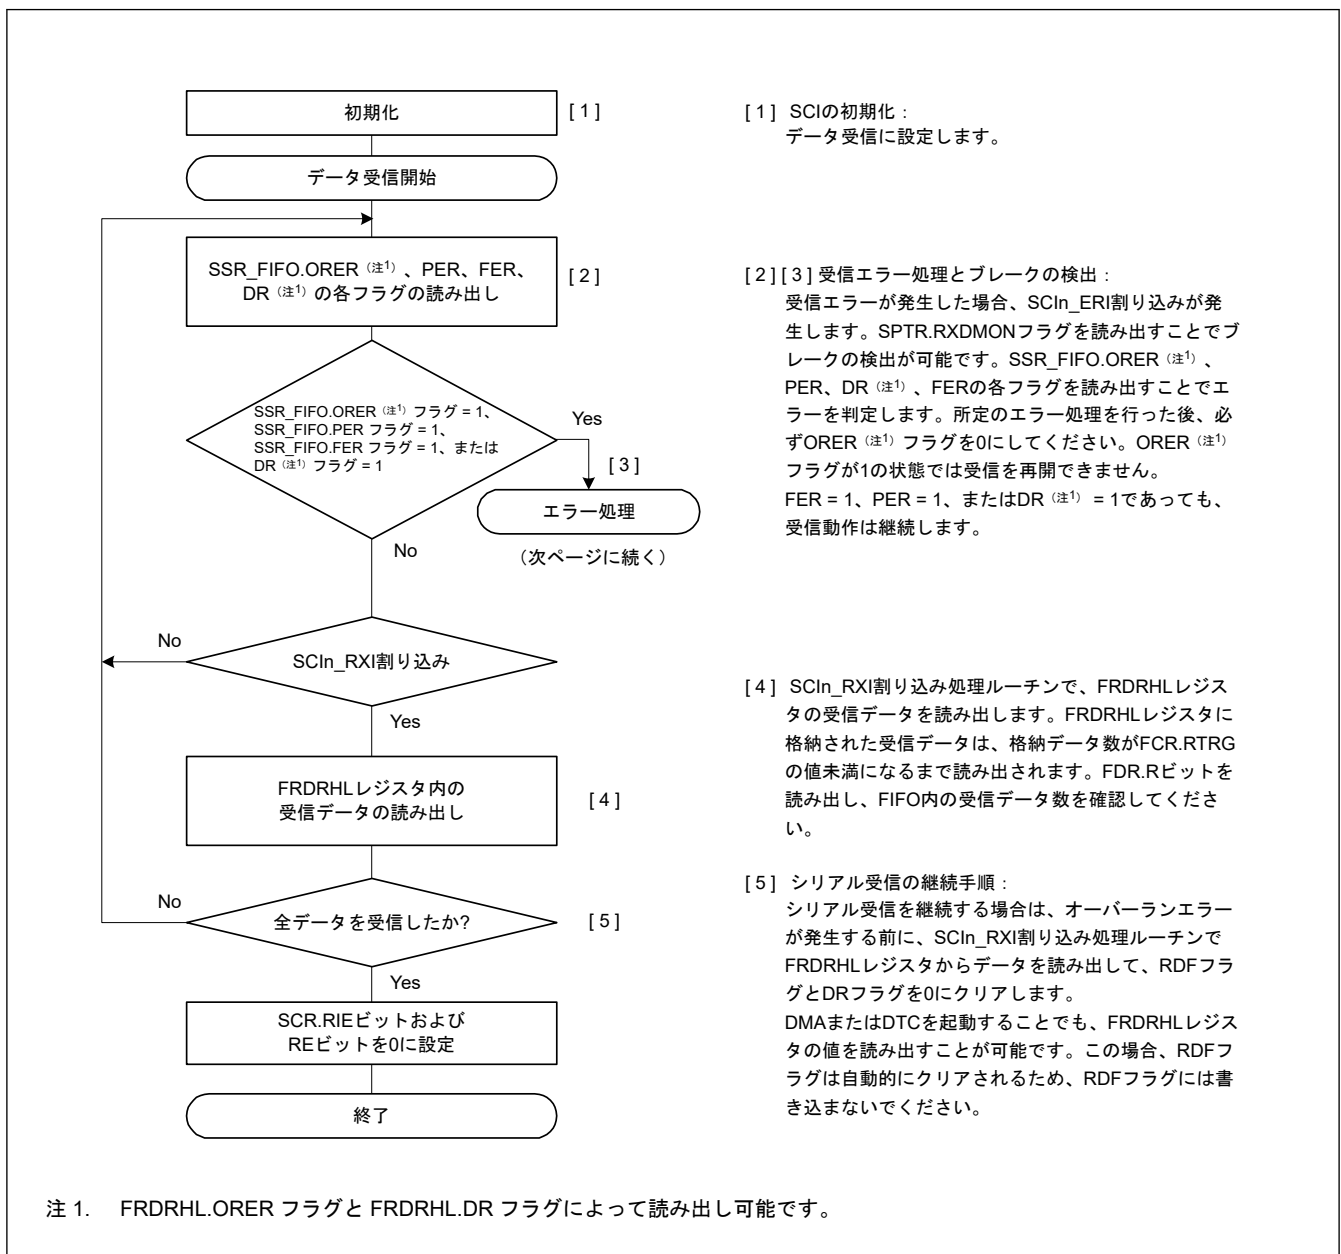 初期化
[ 1 ]
データ受信開始
SSR_FIFO.ORER（注1）、PER、FER、
DR（注1）の各フラグの読み出し
[ 2 ]
SSR_FIFO.ORER（注1）フラグ = 1、
SSR_FIFO.PER フラグ = 1、
SSR_FIFO.FER フラグ = 1、または
DR（注1）フラグ = 1
Yes
[ 3 ]
エラー処理
（次ページに続く）
No
No
SCIn_RXI割り込み
Yes
FRDRHLレジスタ内の
受信データの読み出し
[ 4 ]
No
全データを受信したか?
[ 5 ]
Yes
SCR.RIEビットおよび
REビットを0に設定
終了
[ 1 ] SCIの初期化：
データ受信に設定します。
[ 2 ] [ 3 ] 受信エラー処理とブレークの検出：
受信エラーが発生した場合、SCIn_ERI割り込みが発
生します。SPTR.RXDMONフラグを読み出すことでブ
レークの検出が可能です。SSR_FIFO.ORER（注1）、
PER、DR（注1）、FERの各フラグを読み出すことでエ
ラーを判定します。所定のエラー処理を行った後、必
ずORER（注1）フラグを0にしてください。ORER（注1）
フラグが1の状態では受信を再開できません。
FER = 1、PER = 1、またはDR（注1） = 1であっても、
受信動作は継続します。
[ 4 ] SCIn_RXI割り込み処理ルーチンで、FRDRHLレジス
タの受信データを読み出します。FRDRHLレジスタに
格納された受信データは、格納データ数がFCR.RTRG
の値未満になるまで読み出されます。FDR.Rビットを
読み出し、FIFO内の受信データ数を確認してくださ
い。
[ 5 ] シリアル受信の継続手順：
シリアル受信を継続する場合は、オーバーランエラー
が発生する前に、SCIn_RXI割り込み処理ルーチンで
FRDRHLレジスタからデータを読み出して、RDFフラ
グとDRフラグを0にクリアします。
DMAまたはDTCを起動することでも、FRDRHLレジス
タの値を読み出すことが可能です。この場合、RDFフ
ラグは自動的にクリアされるため、RDFフラグには書
き込まないでください。
注 1. FRDRHL.ORER フラグと FRDRHL.DR フラグによって読み出し可能です。